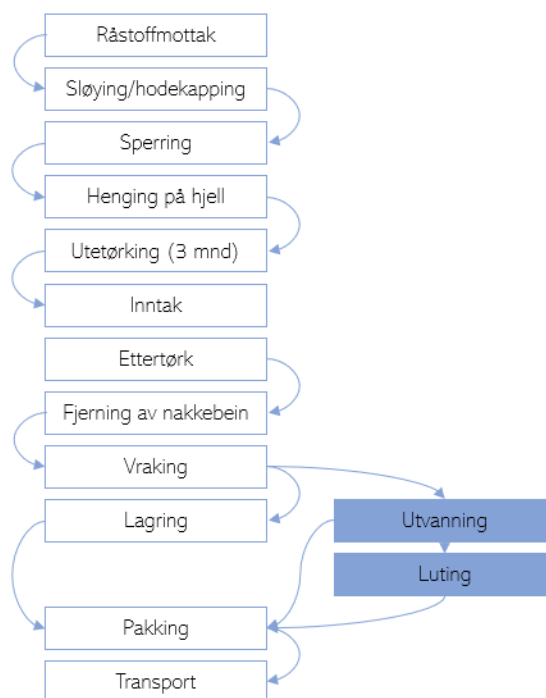 Råstoffmottak
Sløying/hodekapping
Sperring
Henging på hjell
Utetørking (3 mnd)
Inntak
Ettertørk
Fjerning av nakkebein
Vraking
Lagring
Utvanning
Luting
Pakking
Transport